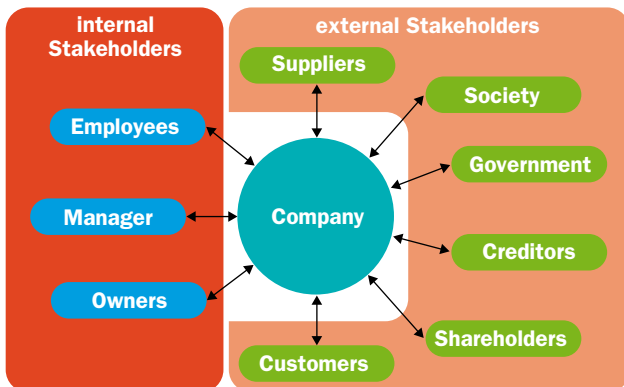 internal
Stakeholders
external Stakeholders
Suppliers
Society
Employees
Government
Manager
Company
Creditors
Owners
Shareholders
Customers